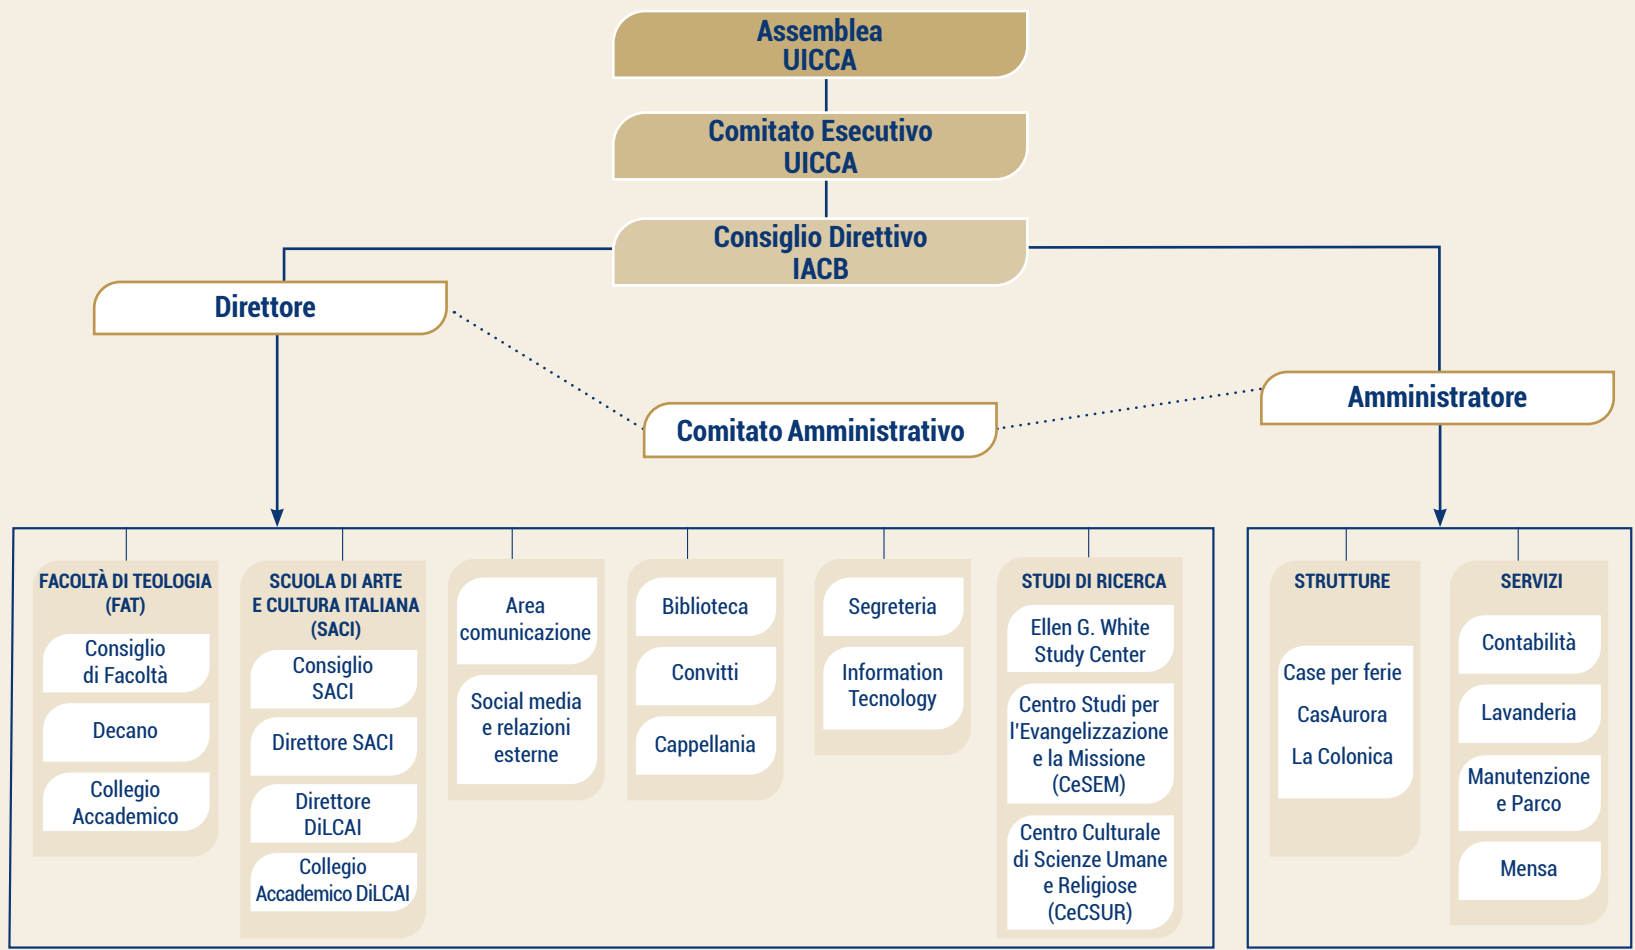 Assemblea
UICCA
Comitato Esecutivo
UICCA
Consiglio Direttivo
IACB
Direttore
Amministratore
Comitato Amministrativo
FACOLTÀ DI TEOLOGIA
(FAT)
Consiglio
di Facoltà
Decano
Collegio
Accademico
SCUOLA DI ARTE
E CULTURA ITALIANA
(SACI)
Consiglio
SACI
Direttore SACI
Direttore
DiLCAI
Collegio
Accademico DiLCAI
Area
comunicazione
Social media
e relazioni
esterne
Biblioteca
Convitti
Cappellania
Segreteria
Information
Tecnology
STUDI DI RICERCA
Ellen G. White
Study Center
Centro Studi per
l'Evangelizzazione
e la Missione
(CeSEM)
Centro Culturale
di Scienze Umane
e Religiose
(CeCSUR)
STRUTTURE
Case per ferie
CasAurora
La Colonica
SERVIZI
Contabilità
Lavanderia
Manutenzione
e Parco
Mensa